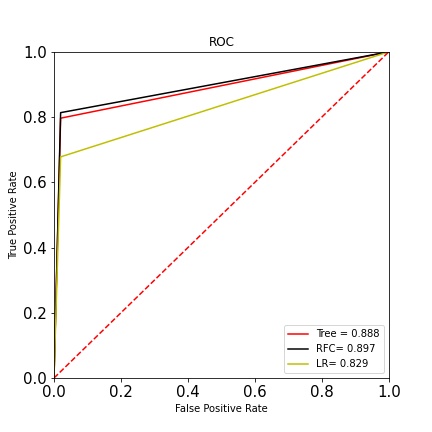 ROC
1.0
0.8
0.6
0.4
0.2
0.0
True Positive Rate
0.0 0.2 0.4 0.6 0.8 1.0
False Positive Rate
Tree = 0.888
RFC= 0.897
LR= 0.829